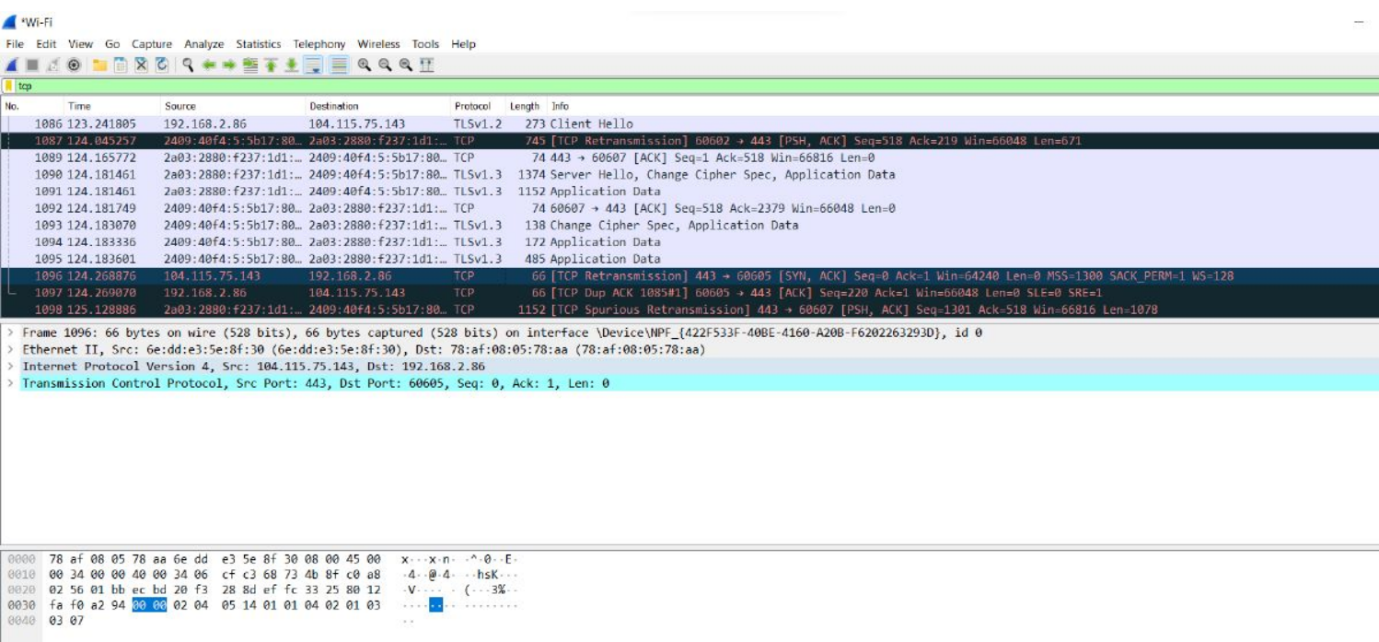 *Wi-Fi
File Edit View Go Capture Analyze Statistics Telephony Wireless Tools Help
tcp
No. Time Source Destination Protocol Length Info
1086 123.241805 192.168.2.86 104.115.75.143 TLSv1.2 273 Client Hello
1087 124.045257 2409:40f4:5:5b17:80… 2a03:2880:f237:1d1:… TCP 745 [TCP Retransmission] 60602 → 443 [PSH, ACK] Seq=518 Ack=219 Win=66048 Len=671
1089 124.165772 2a03:2880:f237:1d1:… 2409:40f4:5:5b17:80… TCP 74 443 → 60607 [ACK] Seq=1 Ack=518 Win=66816 Len=0
1090 124.181461 2a03:2880:f237:1d1:… 2409:40f4:5:5b17:80… TLSv1.3 1374 Server Hello, Change Cipher Spec, Application Data
1091 124.181461 2a03:2880:f237:1d1:… 2409:40f4:5:5b17:80… TLSv1.3 1152 Application Data
1092 124.181749 2409:40f4:5:5b17:80… 2a03:2880:f237:1d1:… TCP 74 60607 → 443 [ACK] Seq=518 Ack=2379 Win=66048 Len=0
1093 124.183070 2409:40f4:5:5b17:80… 2a03:2880:f237:1d1:… TLSv1.3 138 Change Cipher Spec, Application Data
1094 124.183336 2409:40f4:5:5b17:80… 2a03:2880:f237:1d1:… TLSv1.3 172 Application Data
1095 124.183601 2409:40f4:5:5b17:80… 2a03:2880:f237:1d1:… TLSv1.3 485 Application Data
1096 124.268876 104.115.75.143 192.168.2.86 TCP 66 [TCP Retransmission] 443 → 60605 [SYN, ACK] Seq=0 Ack=1 Win=64240 Len=0 MSS=1300 SACK_PERM=1 WS=128
1097 124.269070 192.168.2.86 104.115.75.143 TCP 66 [TCP Dup ACK 1085#1] 60605 → 443 [ACK] Seq=220 Ack=1 Win=66048 Len=0 SLE=0 SRE=1
1098 125.128886 2a03:2880:f237:1d1:… 2409:40f4:5:5b17:80… TCP 1152 [TCP Spurious Retransmission] 443 → 60607 [PSH, ACK] Seq=1301 Ack=518 Win=66816 Len=1078
> Frame 1096: 66 bytes on wire (528 bits), 66 bytes captured (528 bits) on interface \Device\NPF_{422F533F-40BE-4160-A20B-F6202263293D}, id 0
> Ethernet II, Src: 6e:dd:e3:5e:8f:30 (6e:dd:e3:5e:8f:30), Dst: 78:af:08:05:78:aa (78:af:08:05:78:aa)
> Internet Protocol Version 4, Src: 104.115.75.143, Dst: 192.168.2.86
> Transmission Control Protocol, Src Port: 443, Dst Port: 60605, Seq: 0, Ack: 1, Len: 0
0000 78 af 08 05 78 aa 6e dd e3 5e 8f 30 08 00 45 00 x···x·n· ·^·0··E·
0010 00 34 00 00 40 00 34 06 cf c3 68 73 4b 8f c0 a8 ·4··@·4· ··hsK···
0020 02 56 01 bb ec bd 20 f3 28 8d ef fc 33 25 80 12 ·V···· · (···3%··
0030 fa f0 a2 94 00 00 02 04 05 14 01 01 04 02 01 03 ········ ········
0040 03 07 ··